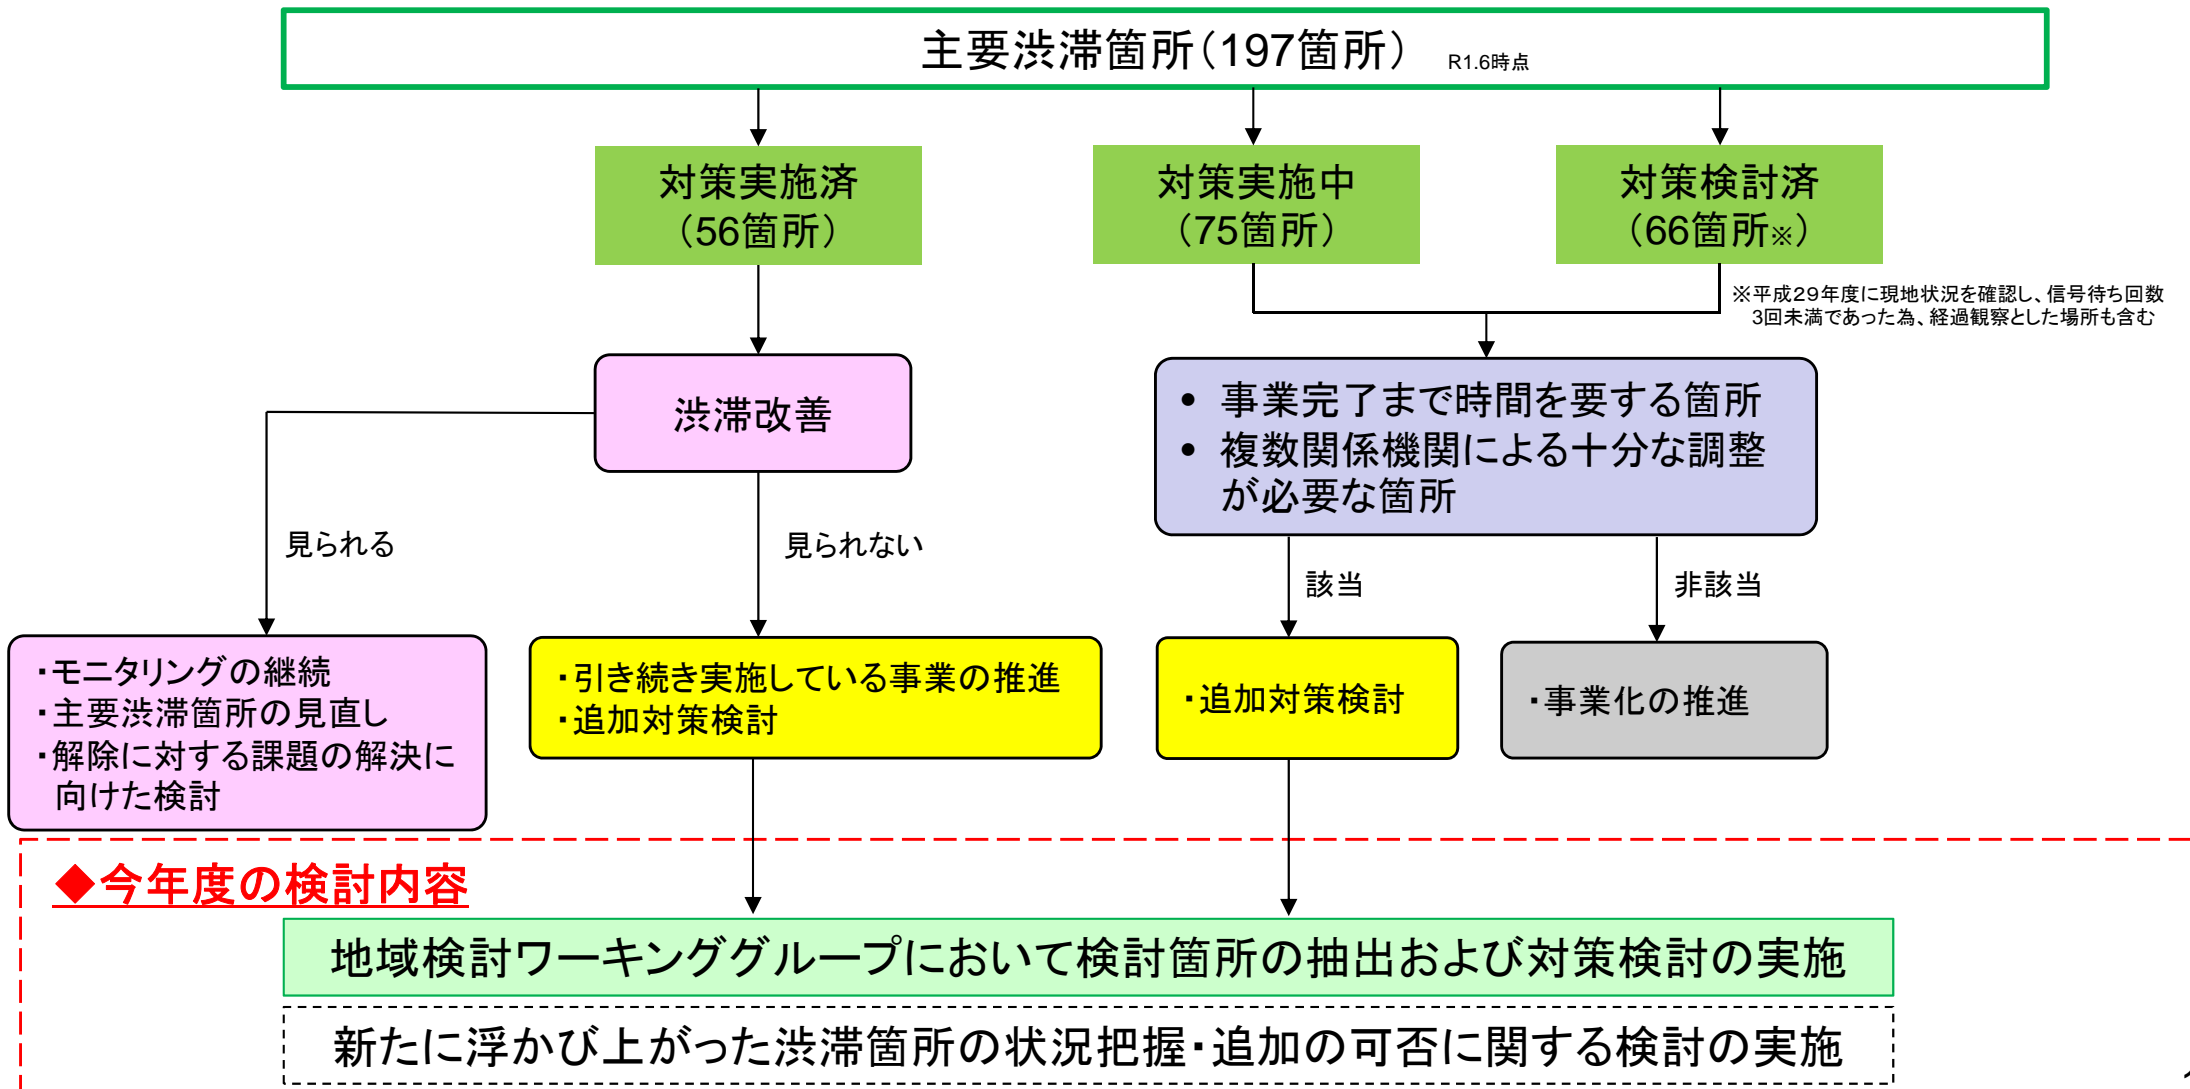 主要渋滞箇所（197箇所） R1.6時点
対策実施済
（56箇所）
対策実施中
（75箇所）
対策検討済
（66箇所※）
※平成29年度に現地状況を確認し、信号待ち回数
3回未満であった為、経過観察とした場所も含む
渋滞改善
• 事業完了まで時間を要する箇所
• 複数関係機関による十分な調整
が必要な箇所
見られる
見られない
該当
非該当
・モニタリングの継続
・主要渋滞箇所の見直し
・解除に対する課題の解決に
向けた検討
・引き続き実施している事業の推進
・追加対策検討
・追加対策検討
・事業化の推進
◆今年度の検討内容
地域検討ワーキンググループにおいて検討箇所の抽出および対策検討の実施
新たに浮かび上がった渋滞箇所の状況把握・追加の可否に関する検討の実施